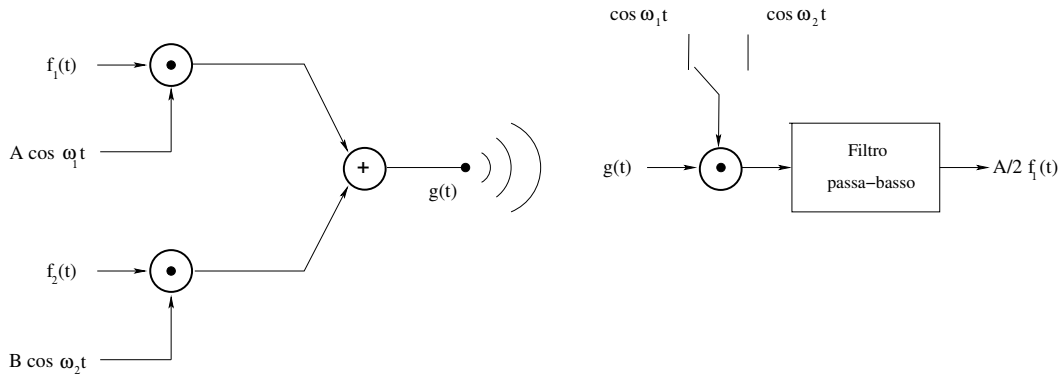 f₁(t)
A cos ω₁t
f₂(t)
B cos ω₂t
+
g(t)
cos ω₁t
cos ω₂t
g(t)
Filtro
passa−basso
A/2 f₁(t)